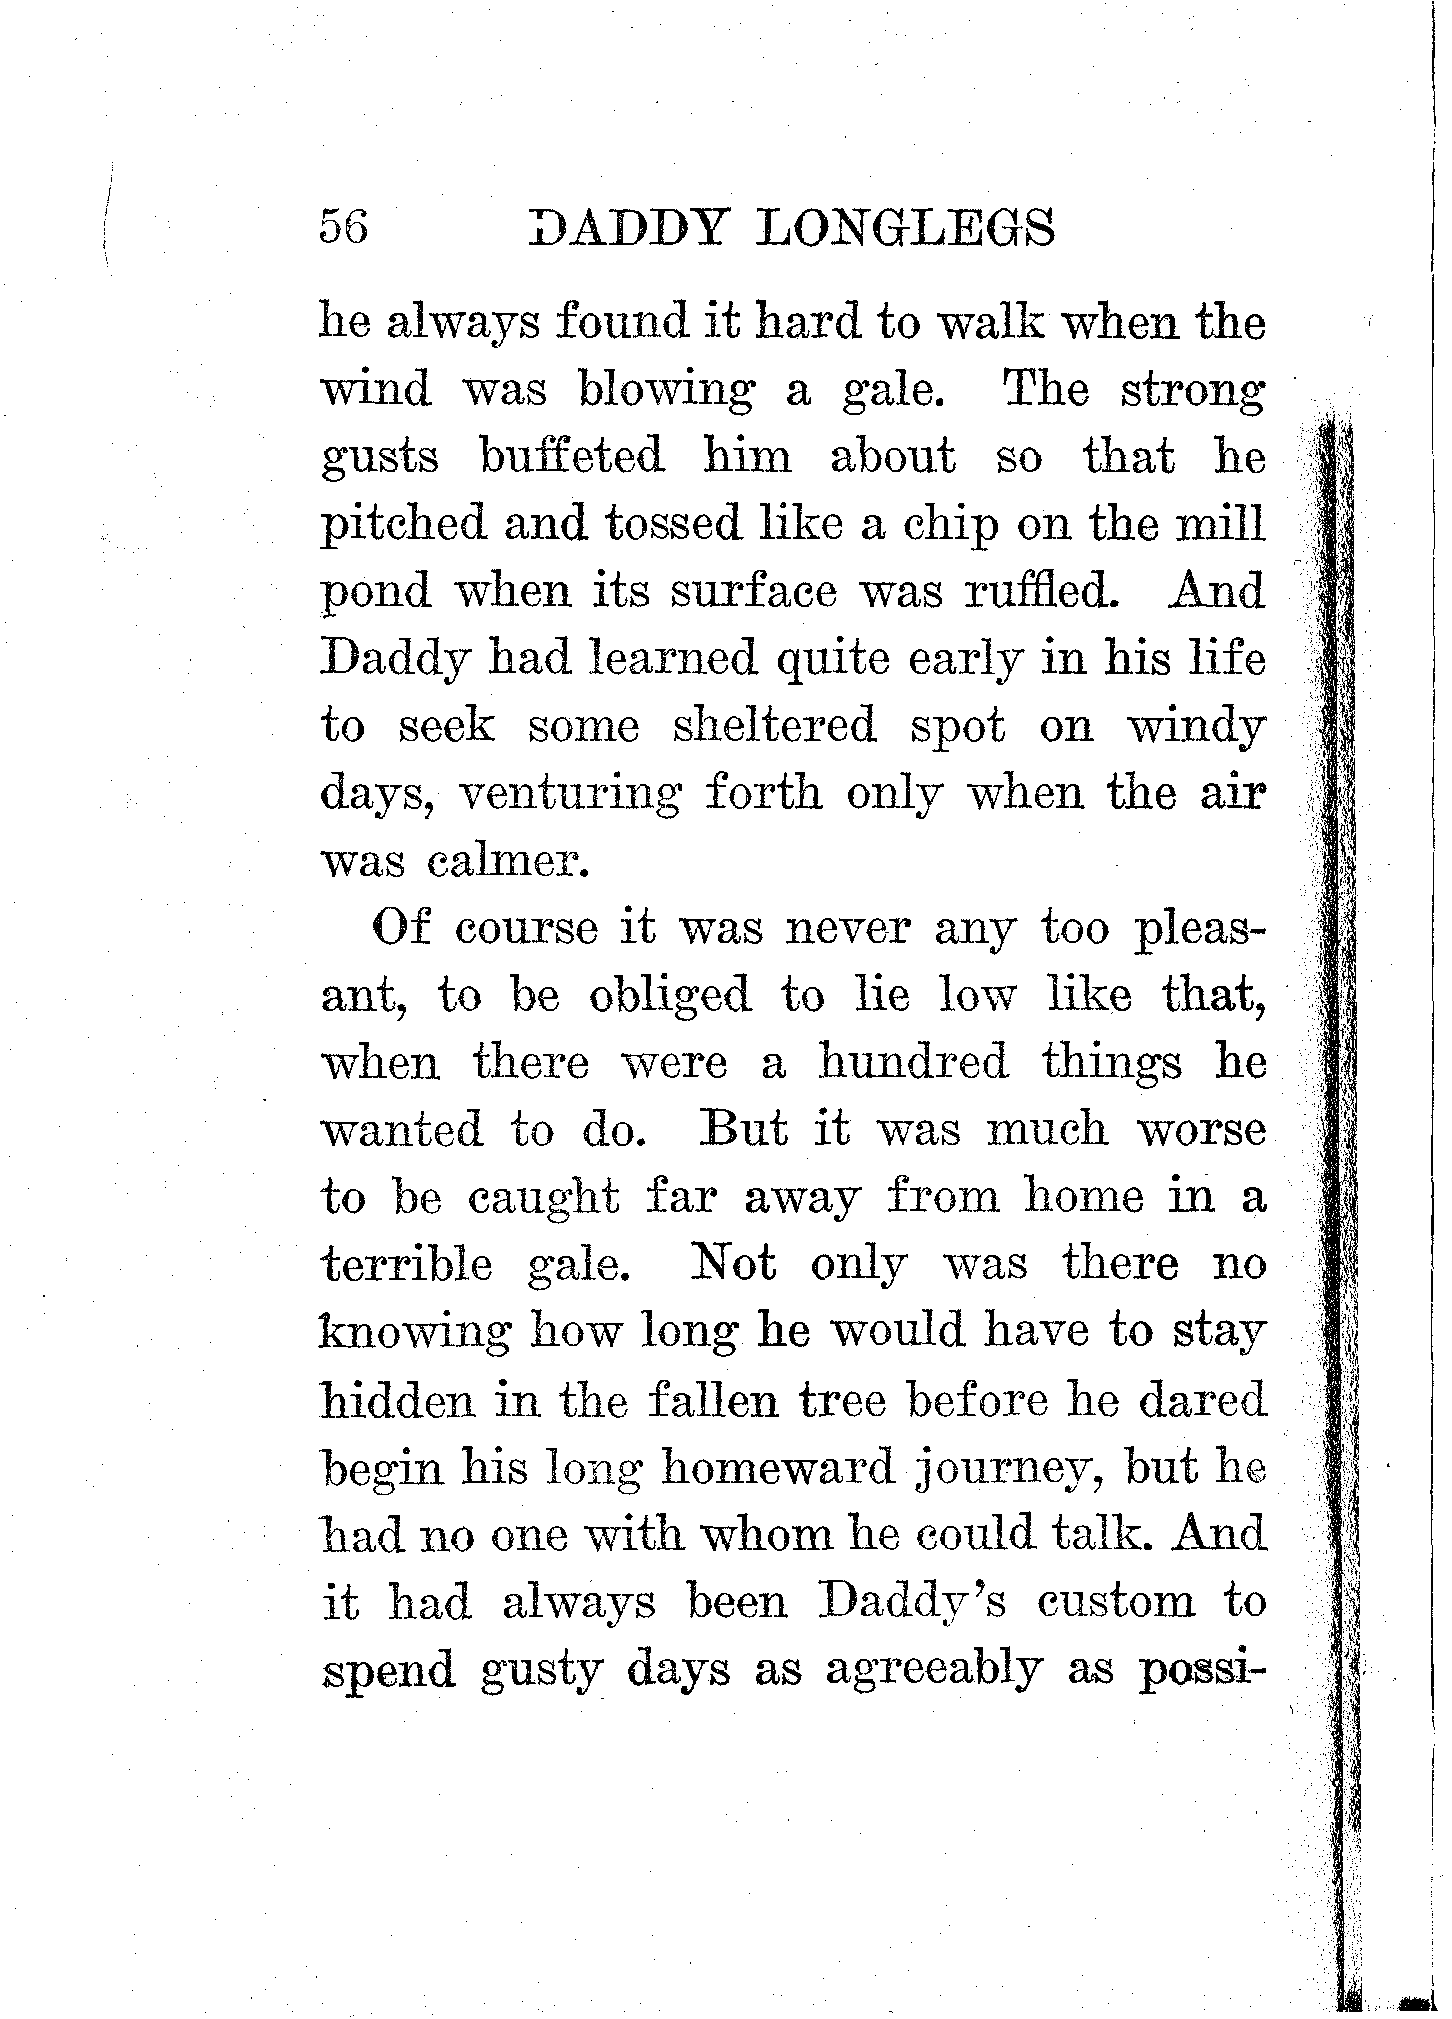 56 DADDY LONGLEGS
he always found it hard to walk when the
wind was blowing a gale. The strong
gusts buffeted him about so that he
pitched and tossed like a chip on the mill
pond when its surface was ruffled. And
Daddy had learned quite early in his life
to seek some sheltered spot on windy
days, venturing forth only when the air
was calmer.
Of course it was never any too pleas-
ant, to be obliged to lie low like that,
when there were a hundred things he
wanted to do. But it was much worse
to be caught far away from home in a
terrible gale. Not only was there no
knowing how long he would have to stay
hidden in the fallen tree before he dared
begin his long homeward journey, but he
had no one with whom he could talk. And
it had always been Daddy's custom to
spend gusty days as agreeably as possi-